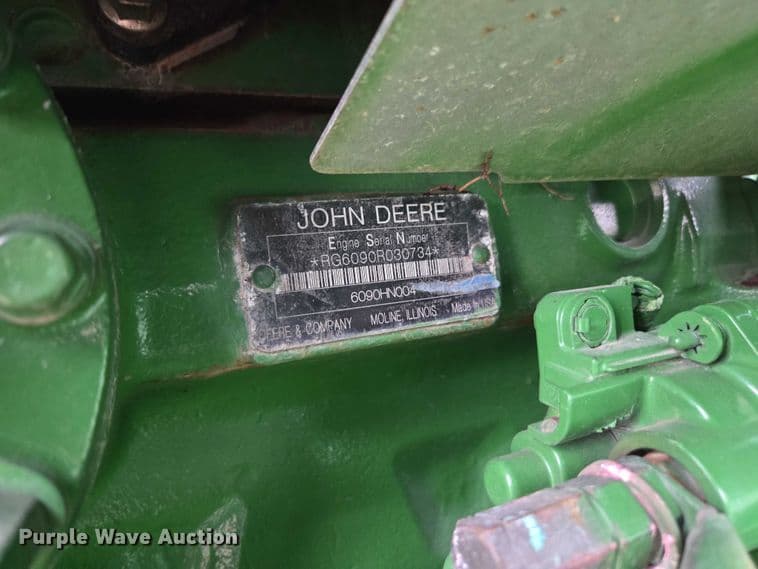 JOHN DEERE
Engine Serial Number
*RG6090R030734*
6090HN004
DEERE & COMPANY MOLINE, ILLINOIS Made in USA
Purple Wave Auction